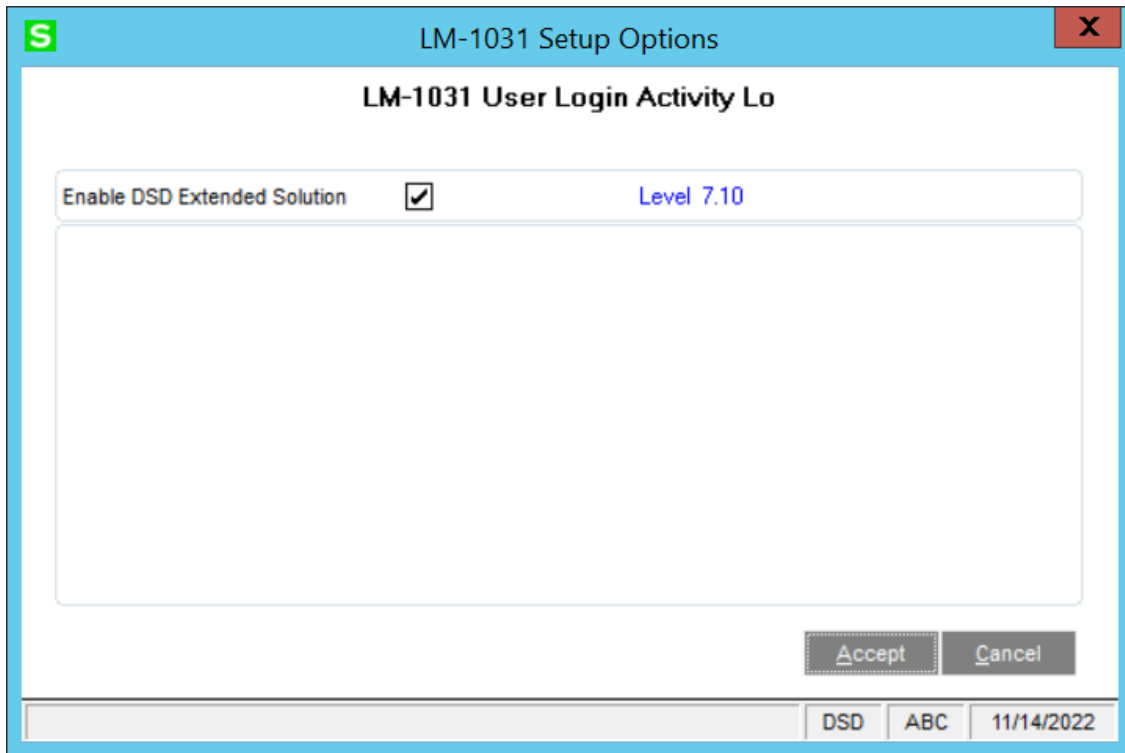 S LM-1031 Setup Options X
LM-1031 User Login Activity Lo
Enable DSD Extended Solution Level 7.10
Accept Cancel
DSD ABC 11/14/2022